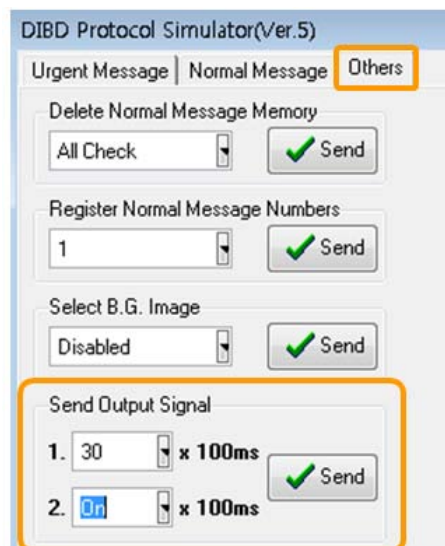 DIBD Protocol Simulator(Ver.5)
Urgent Message Normal Message Others
Delete Normal Message Memory
All Check Send
Register Normal Message Numbers
1 Send
Select B.G. Image
Disabled Send
Send Output Signal
1. 30 x 100ms
Send
2. On x 100ms